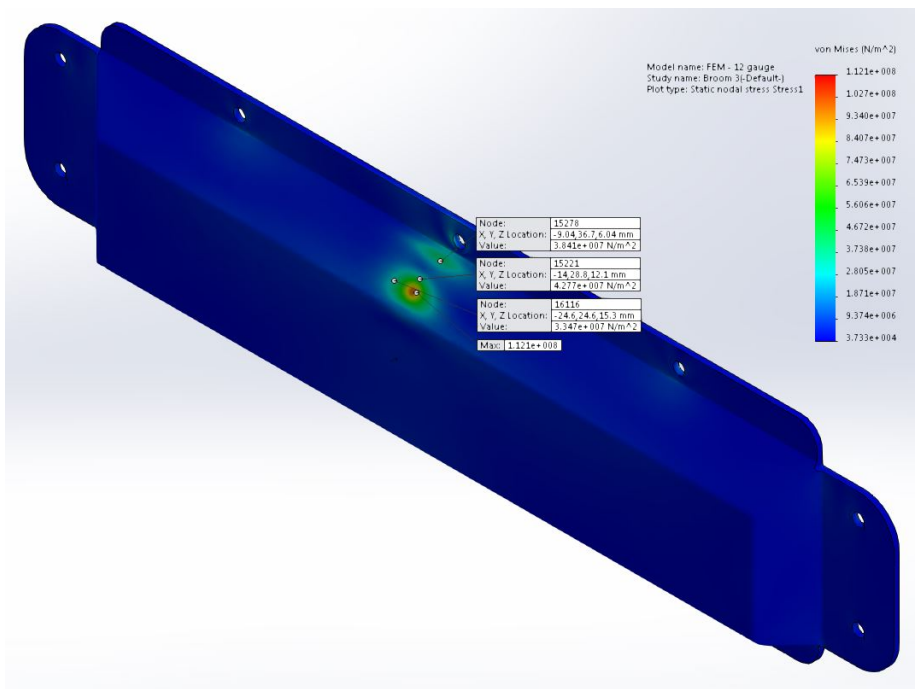 von Mises (N/m^2)
Model name: FEM - 12 gauge
Study name: Broom 3(-Default-)
Plot type: Static nodal stress Stress1
1.121e+008
1.027e+008
9.340e+007
8.407e+007
7.473e+007
6.539e+007
5.606e+007
4.672e+007
3.738e+007
2.805e+007
1.871e+007
9.374e+006
3.733e+004
Node: 15278
X, Y, Z Location: -9.04,36.7,6.04 mm
Value: 3.841e+007 N/m^2
Node: 15221
X, Y, Z Location: -14,28.8,12.1 mm
Value: 4.277e+007 N/m^2
Node: 16116
X, Y, Z Location: -24.6,24.6,15.3 mm
Value: 3.347e+007 N/m^2
Max: 1.121e+008